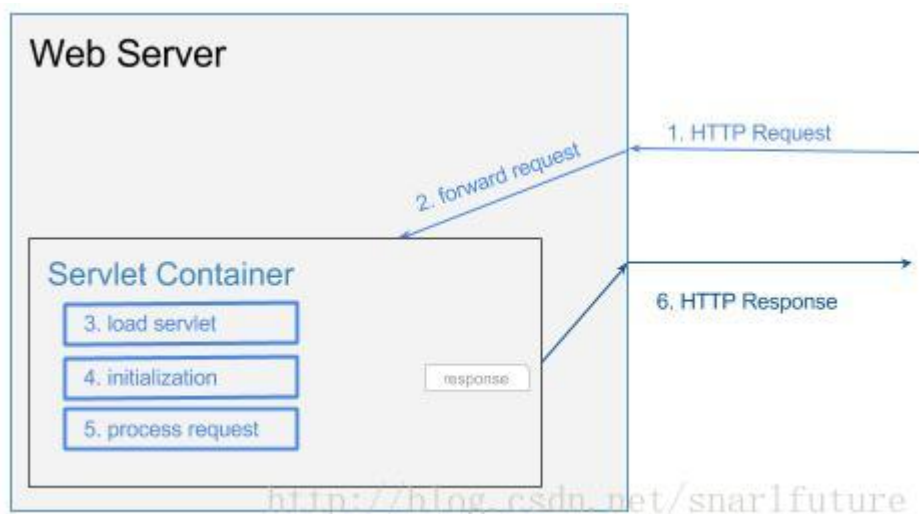 Web Server
1. HTTP Request
2. forward request
Servlet Container
3. load servlet
6. HTTP Response
4. initialization
response
5. process request
http://blog.csdn.net/snarlfuture